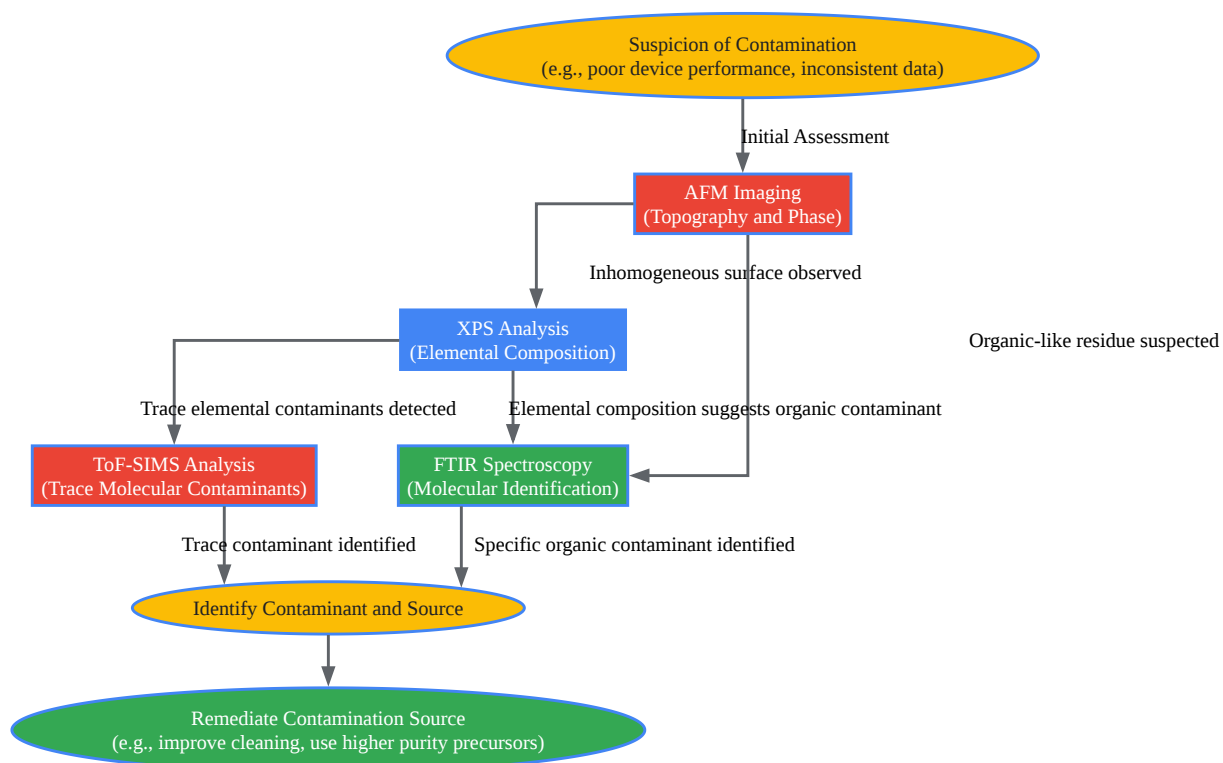 Suspicion of Contamination
(e.g., poor device performance, inconsistent data)
Initial Assessment
AFM Imaging
(Topography and Phase)
Inhomogeneous surface observed
XPS Analysis
(Elemental Composition)
Organic-like residue suspected
Trace elemental contaminants detected
Elemental composition suggests organic contaminant
ToF-SIMS Analysis
(Trace Molecular Contaminants)
FTIR Spectroscopy
(Molecular Identification)
Trace contaminant identified
Specific organic contaminant identified
Identify Contaminant and Source
Remediate Contamination Source
(e.g., improve cleaning, use higher purity precursors)